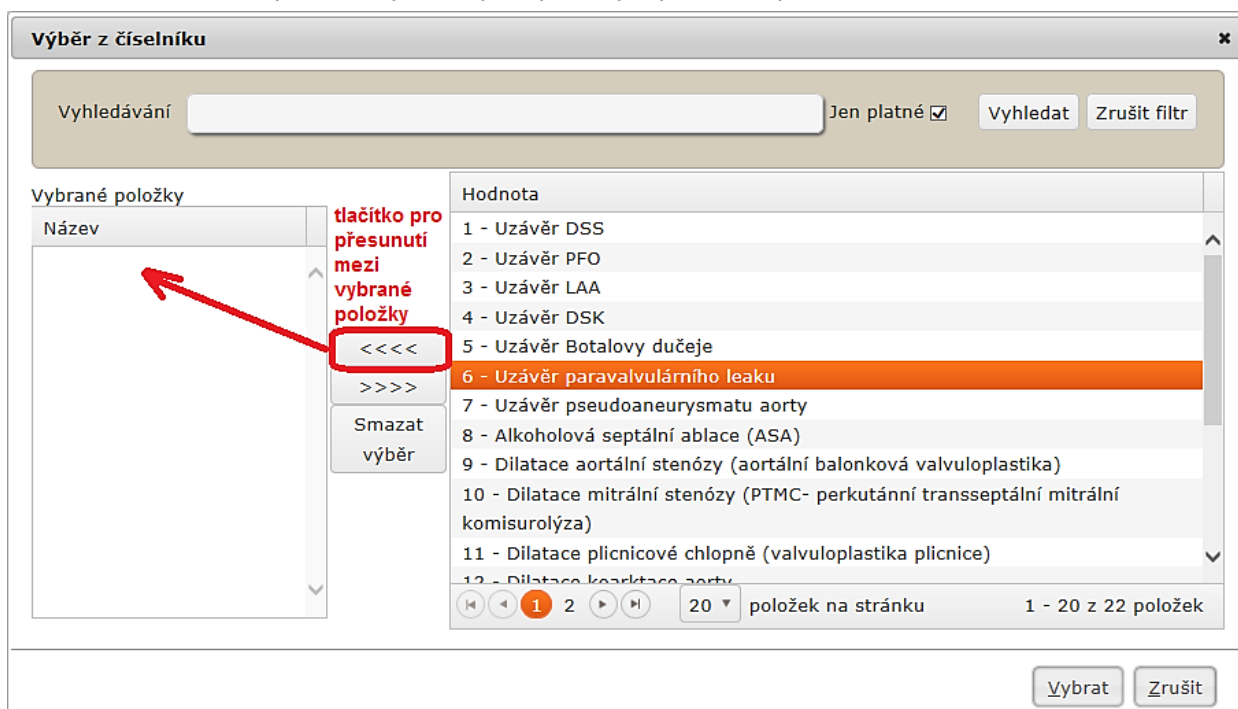 Výběr z číselníku
Vyhledávání
Jen platné
Vyhledat
Zrušit filtr
Vybrané položky
Název
tlačítko pro
přesunutí
mezi
vybrané
položky
<<<<
>>>>
Smazat
výběr
Hodnota
1 - Uzávěr DSS
2 - Uzávěr PFO
3 - Uzávěr LAA
4 - Uzávěr DSK
5 - Uzávěr Botalovy dučeje
6 - Uzávěr paravalvulárního leaku
7 - Uzávěr pseudoaneurysmatu aorty
8 - Alkoholová septální ablace (ASA)
9 - Dilatace aortální stenózy (aortální balonková valvuloplastika)
10 - Dilatace mitrální stenózy (PTMC- perkutánní transseptální mitrální
komisurolýza)
11 - Dilatace plicnicové chlopně (valvuloplastika plicnice)
12 - Dilatace koarktace aorty
1 2
20 položek na stránku
1 - 20 z 22 položek
Vybrat
Zrušit